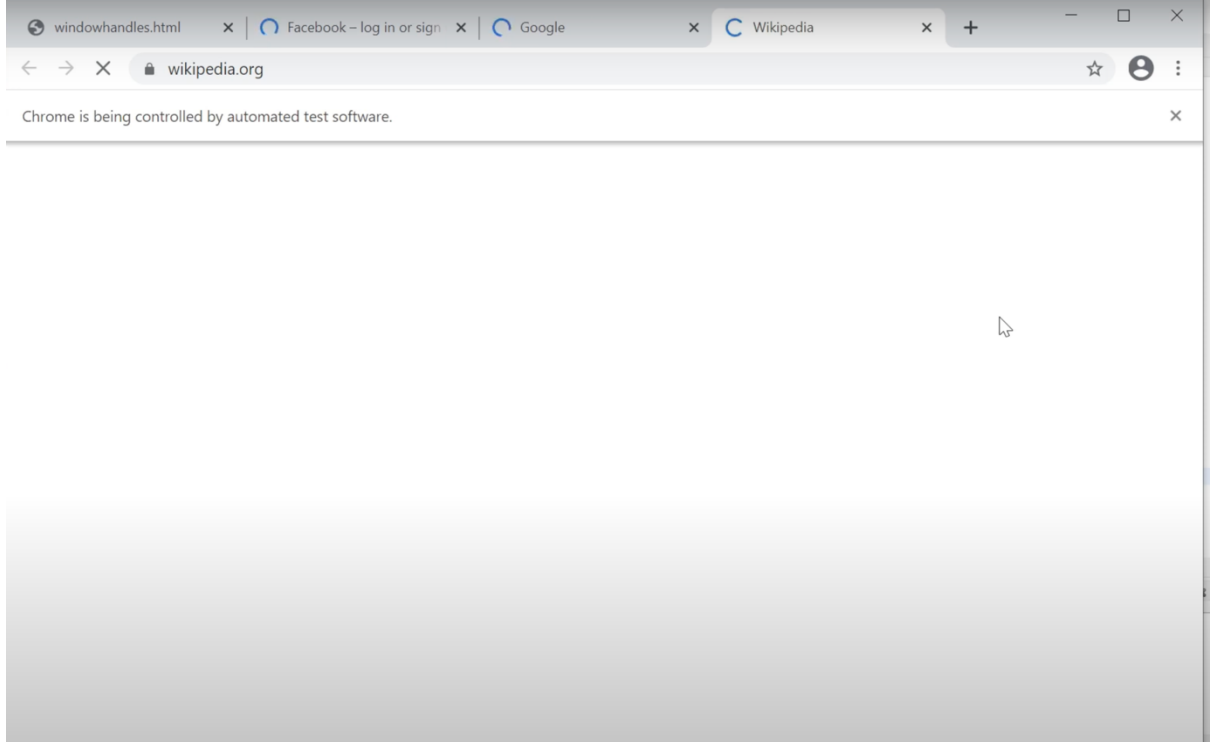 windowhandles.html
Facebook – log in or sign
Google
Wikipedia
wikipedia.org
Chrome is being controlled by automated test software.